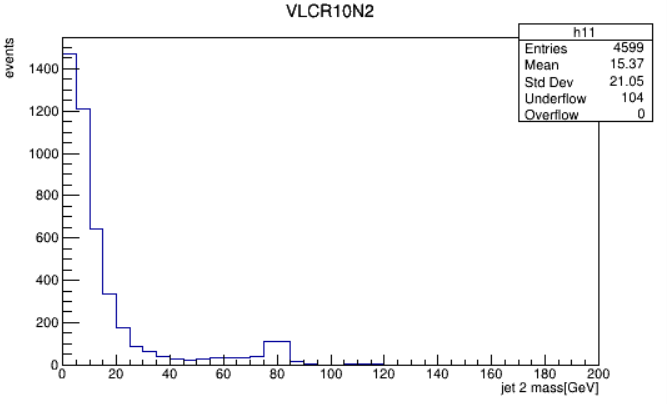 VLCR10N2
events
h11
Entries 4599
Mean 15.37
Std Dev 21.05
Underflow 104
Overflow 0
1400
1200
1000
800
600
400
200
0
0 20 40 60 80 100 120 140 160 180 200
jet 2 mass[GeV]